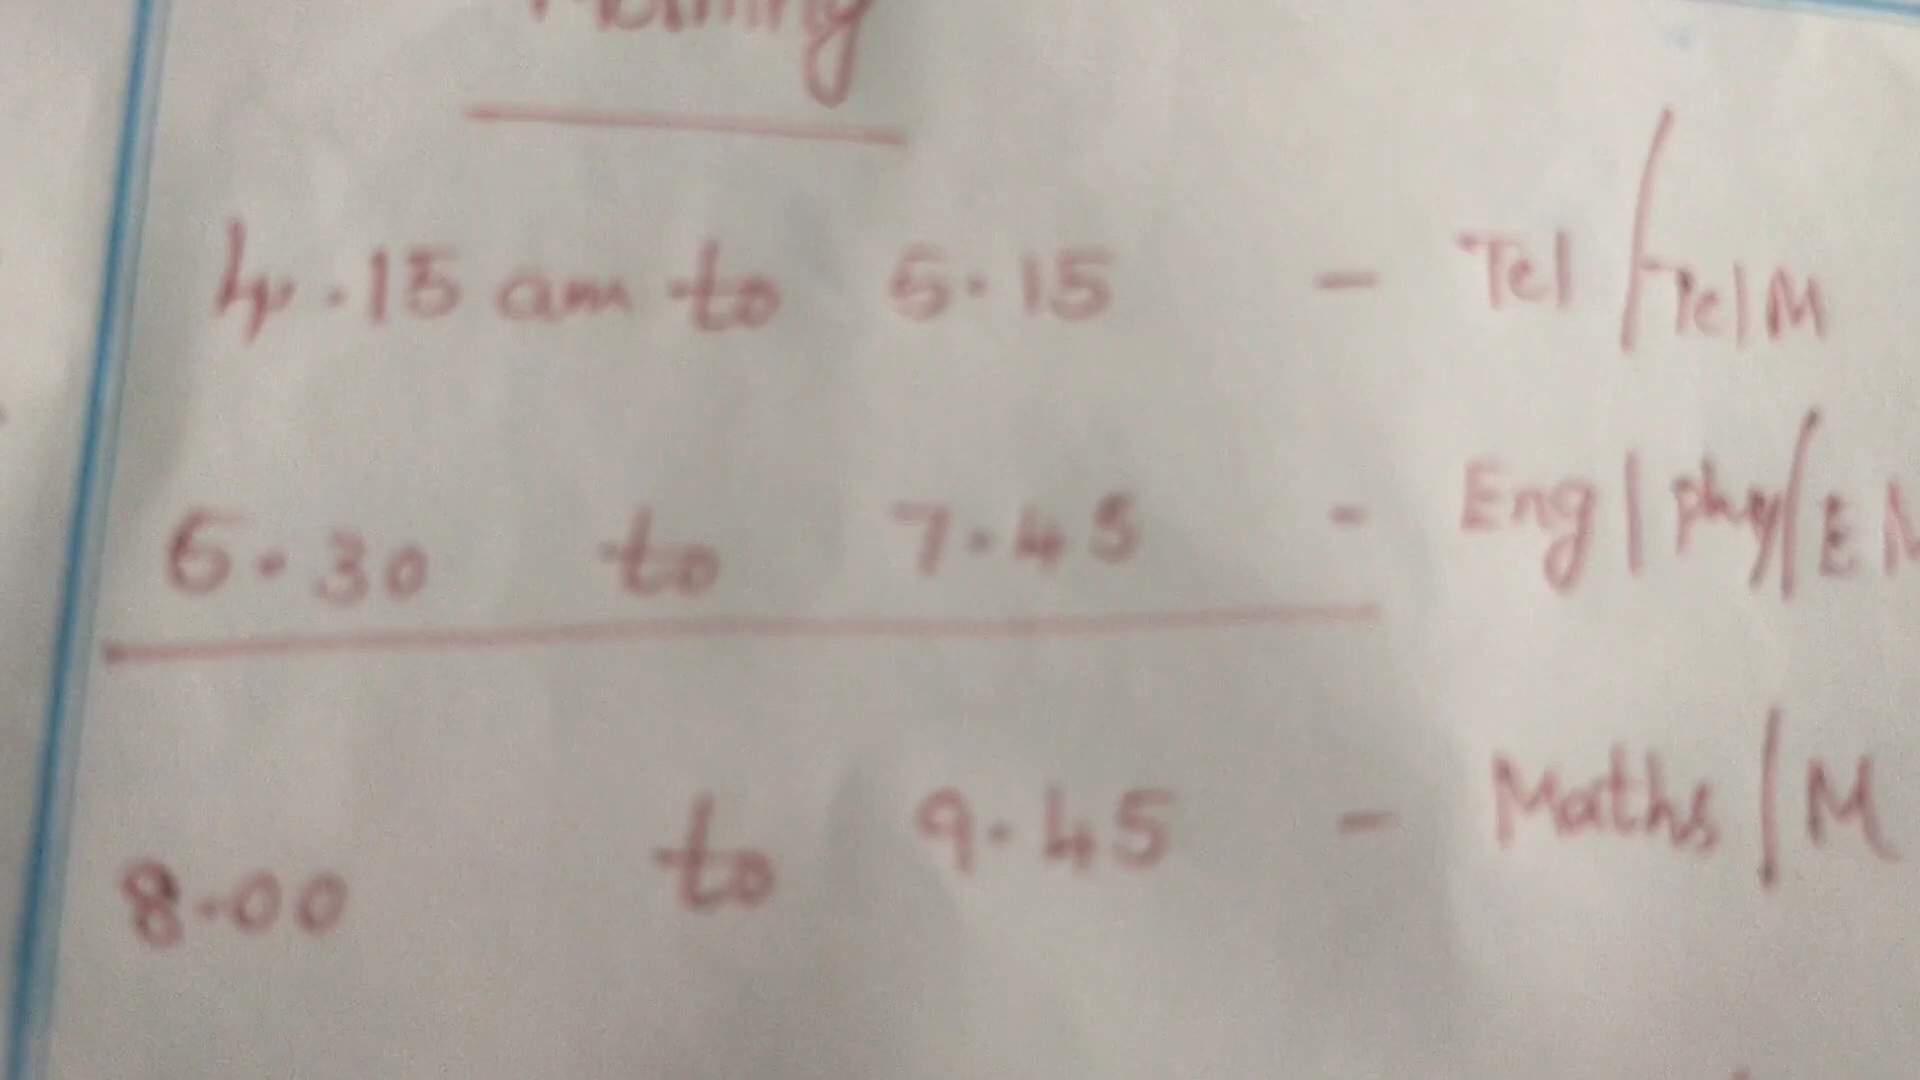 Morning
4.15 am to 5.15 - Tel / Tel M
6.30 to 7.45 - Eng | Phy / E M
8.00 to 9.45 - Maths | M